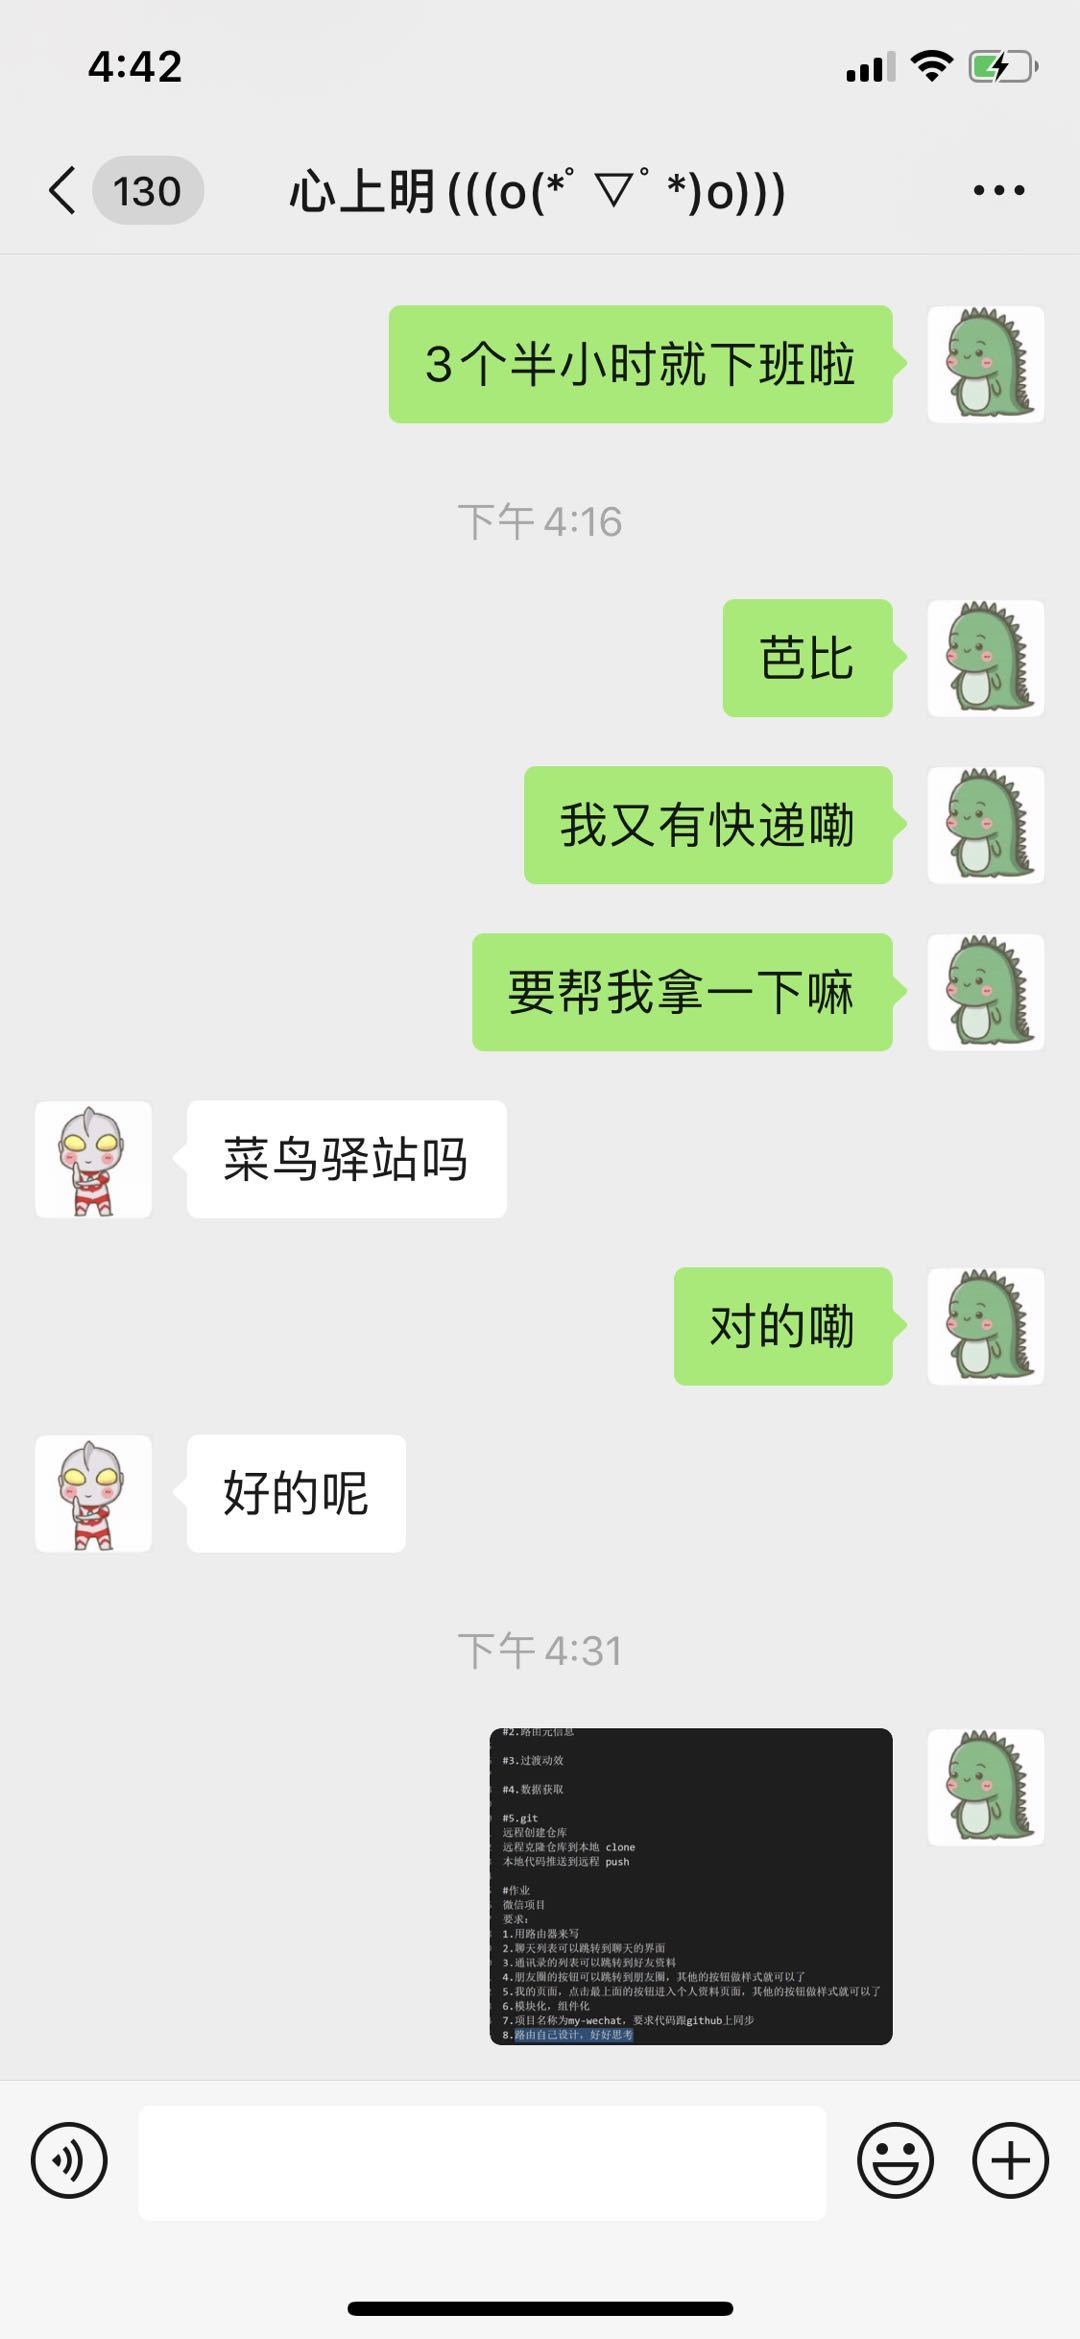 4:42
130
心上明(((o(*ﾟ▽ﾟ*)o)))
3个半小时就下班啦
下午4:16
芭比
我又有快递嘞
要帮我拿一下嘛
菜鸟驿站吗
对的嘞
好的呢
下午4:31
#2.路由元信息
#3.过渡动效
#4.数据获取
#5.git
远程创建仓库
远程克隆仓库到本地 clone
本地代码推送到远程 push
#作业
微信项目
要求:
1.用路由器来写
2.聊天列表可以跳转到聊天的界面
3.通讯录的列表可以跳转到好友资料
4.朋友圈的按钮可以跳转到朋友圈，其他的按钮做样式就可以了
5.我的页面，点击最上面的按钮进入个人资料页面，其他的按钮做样式就可以了
6.模块化，组件化
7.项目名称为my-wechat，要求代码跟github上同步
8.路由自己设计，好好思考